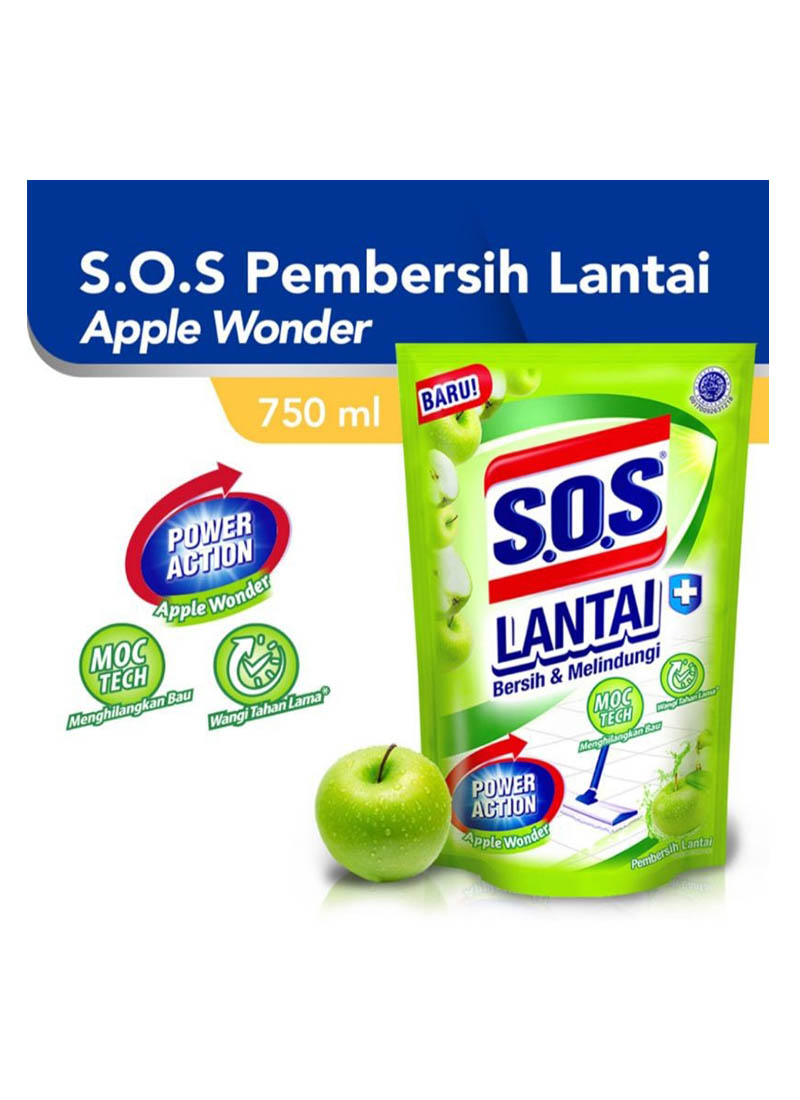 S.O.S Pembersih Lantai
Apple Wonder
750 ml
POWER
ACTION
Apple Wonder
MOC
TECH
Menghilangkan Bau
Wangi Tahan Lama*
BARU!
S.O.S®
LANTAI
Bersih & Melindungi
MOC
TECH
Menghilangkan Bau
Wangi Tahan Lama*
POWER
ACTION
Apple Wonder
Pembersih Lantai